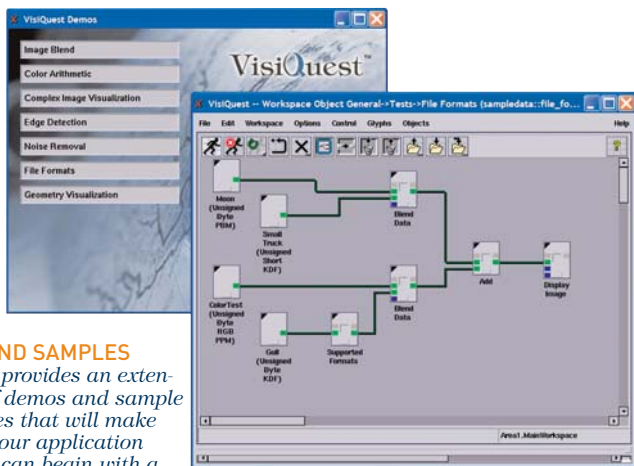 VisiQuest Demos
Image Blend
Color Arithmetic
Complex Image Visualization
Edge Detection
Noise Removal
File Formats
Geometry Visualization
VisiQuest™
VisiQuest -- Workspace Object General->Tests->File Formats (sampledata::file_fo...
File Edit Workspace Options Control Glyphs Objects Help
Moon
(Unsigned
Byte
PBM)
Small
Truck
(Unsigned
Short
KDF)
Blend
Data
ColorTest
(Unsigned
Byte
RGB
PPM)
Gull
(Unsigned
Byte
KDF)
Supported
Formats
Blend
Data
Add
Display
Image
Area1.MainWorkspace
ND SAMPLES
provides an exten-
f demos and sample
es that will make
our application
can begin with a